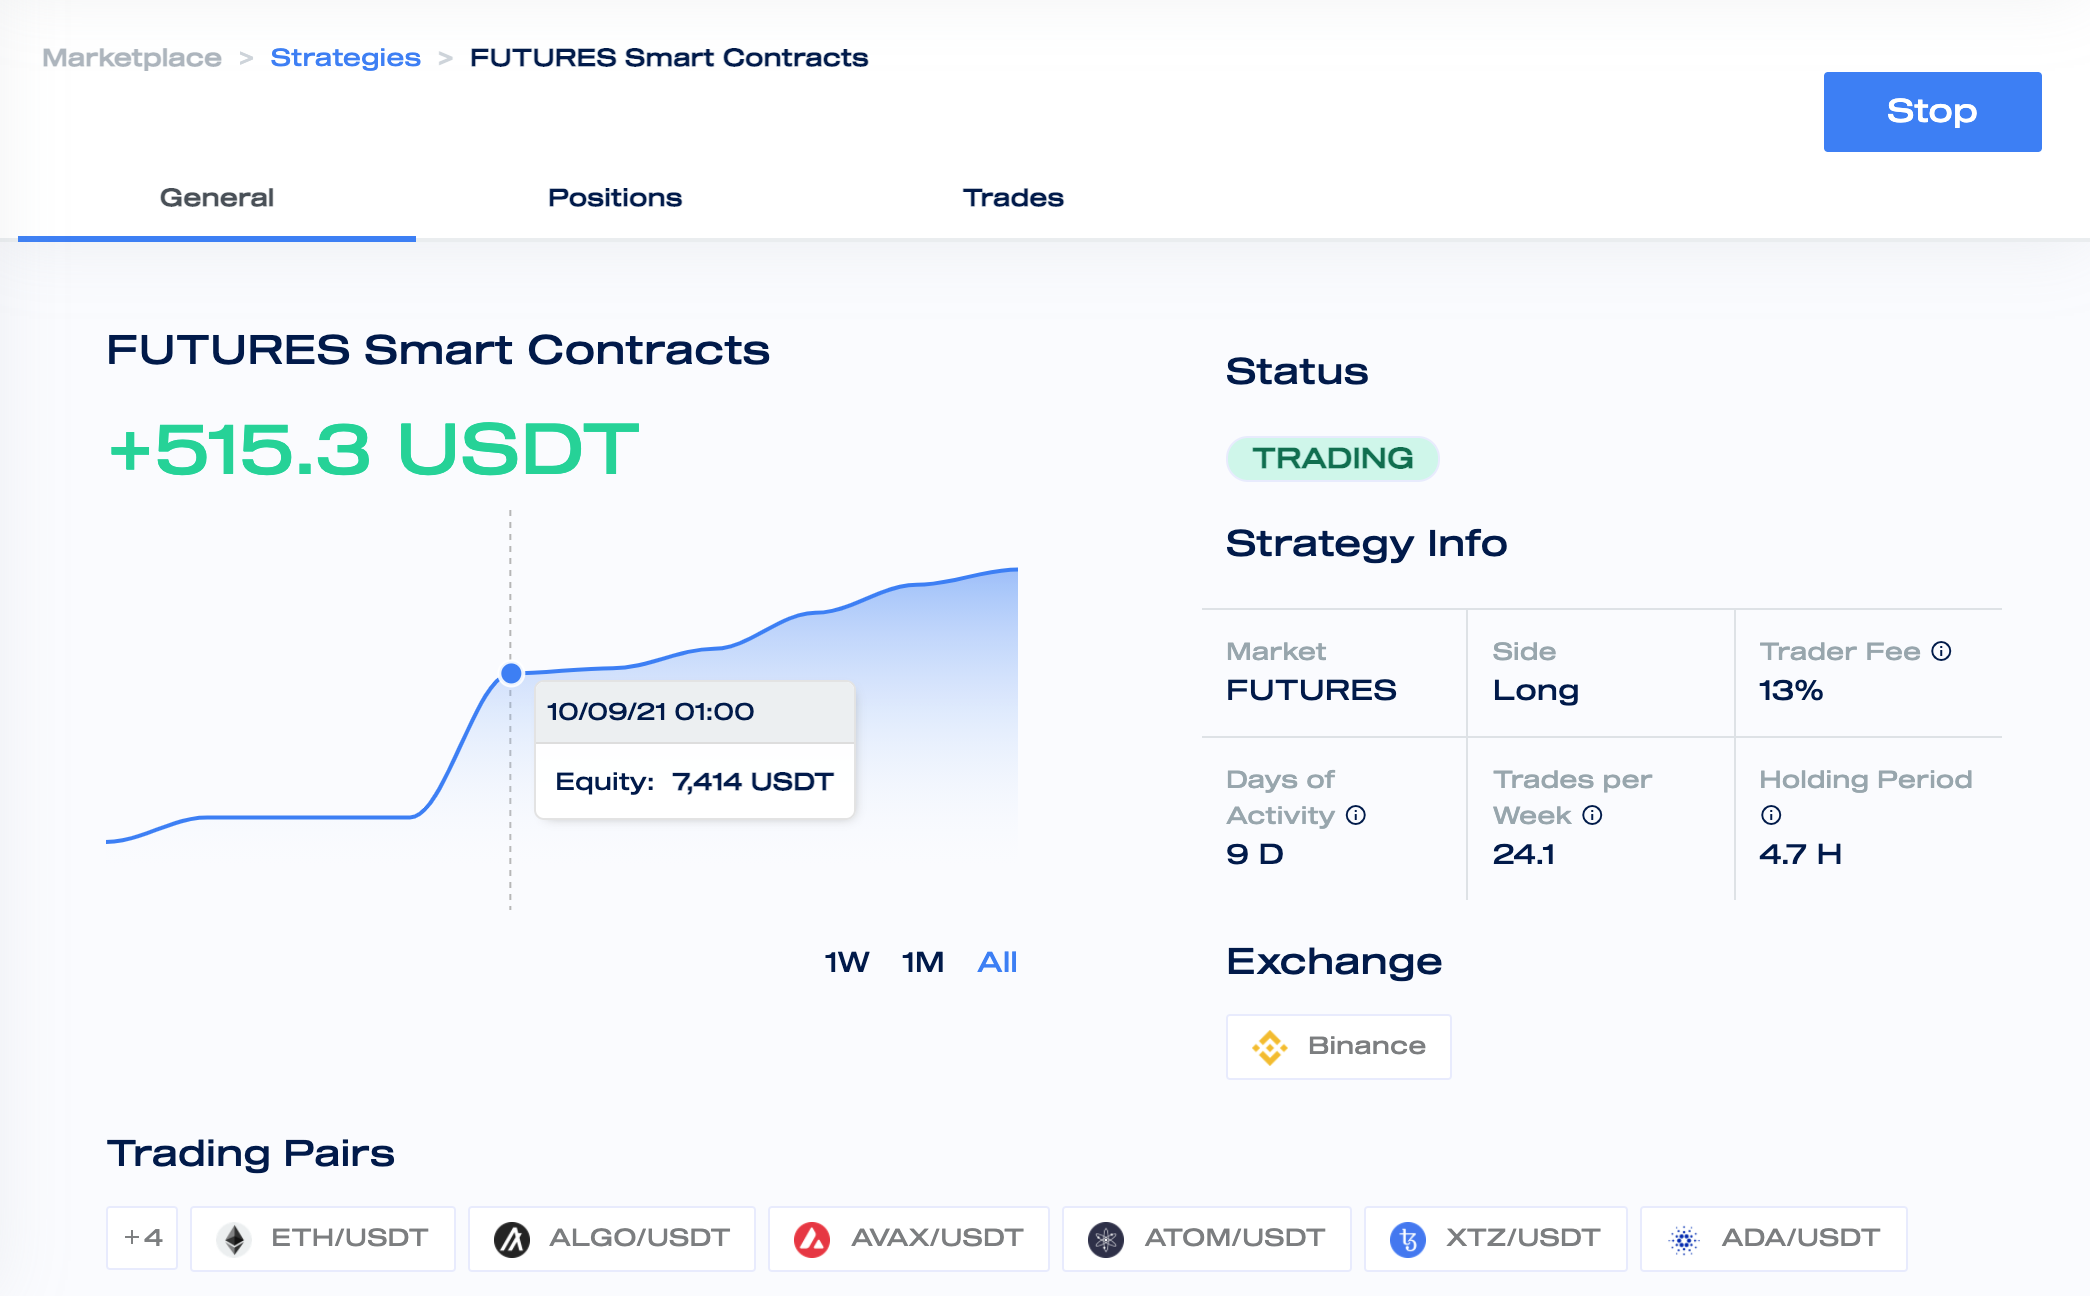 Marketplace > Strategies > FUTURES Smart Contracts
Stop
General Positions Trades
FUTURES Smart Contracts
+515.3 USDT
10/09/21 01:00
Equity: 7,414 USDT
1W 1M All
Status
TRADING
Strategy Info
Market
FUTURES
Side
Long
Trader Fee
13%
Days of
Activity
9 D
Trades per
Week
24.1
Holding Period
4.7 H
Exchange
Binance
Trading Pairs
+4 ETH/USDT ALGO/USDT AVAX/USDT ATOM/USDT XTZ/USDT ADA/USDT